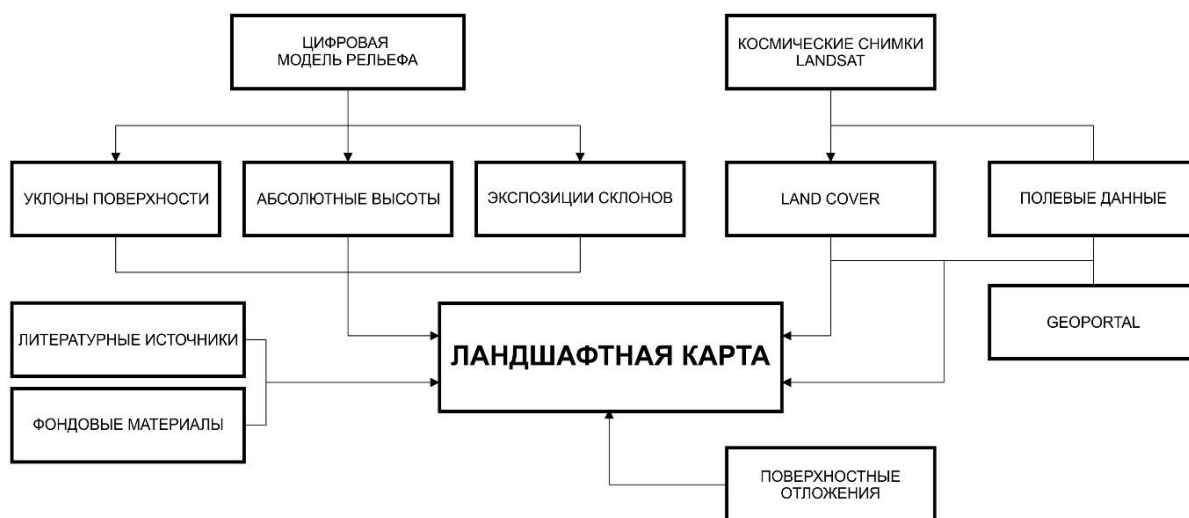 ЦИФРОВАЯ
МОДЕЛЬ РЕЛЬЕФА
КОСМИЧЕСКИЕ СНИМКИ
LANDSAT
УКЛОНЫ ПОВЕРХНОСТИ
АБСОЛЮТНЫЕ ВЫСОТЫ
ЭКСПОЗИЦИИ СКЛОНОВ
LAND COVER
ПОЛЕВЫЕ ДАННЫЕ
ЛИТЕРАТУРНЫЕ ИСТОЧНИКИ
ЛАНДШАФТНАЯ КАРТА
GEOPORTAL
ФОНДОВЫЕ МАТЕРИАЛЫ
ПОВЕРХНОСТНЫЕ
ОТЛОЖЕНИЯ